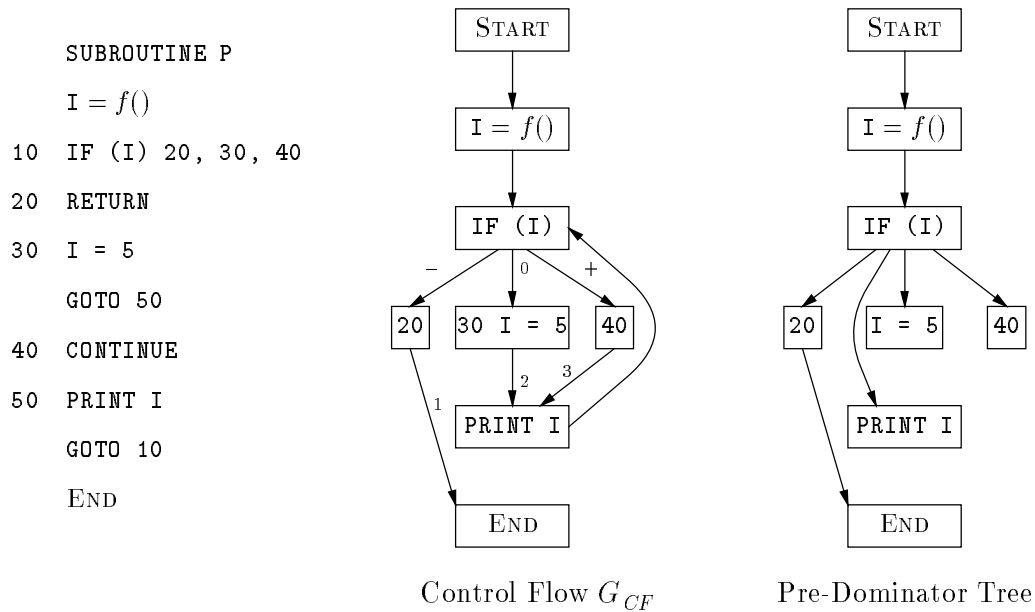 SUBROUTINE P
I = f()
10 IF (I) 20, 30, 40
20 RETURN
30 I = 5
GOTO 50
40 CONTINUE
50 PRINT I
GOTO 10
END
START
I = f()
IF (I)
− 0 +
20 30 I = 5 40
1 2 3
PRINT I
END
Control Flow G_CF
START
I = f()
IF (I)
20 I = 5 40
PRINT I
END
Pre-Dominator Tree